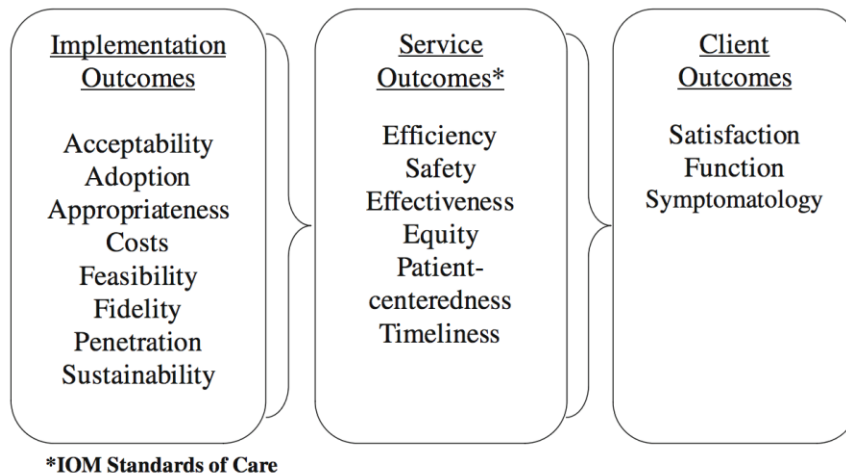 Implementation
Outcomes
Acceptability
Adoption
Appropriateness
Costs
Feasibility
Fidelity
Penetration
Sustainability
Service
Outcomes*
Efficiency
Safety
Effectiveness
Equity
Patient-
centeredness
Timeliness
Client
Outcomes
Satisfaction
Function
Symptomatology
*IOM Standards of Care